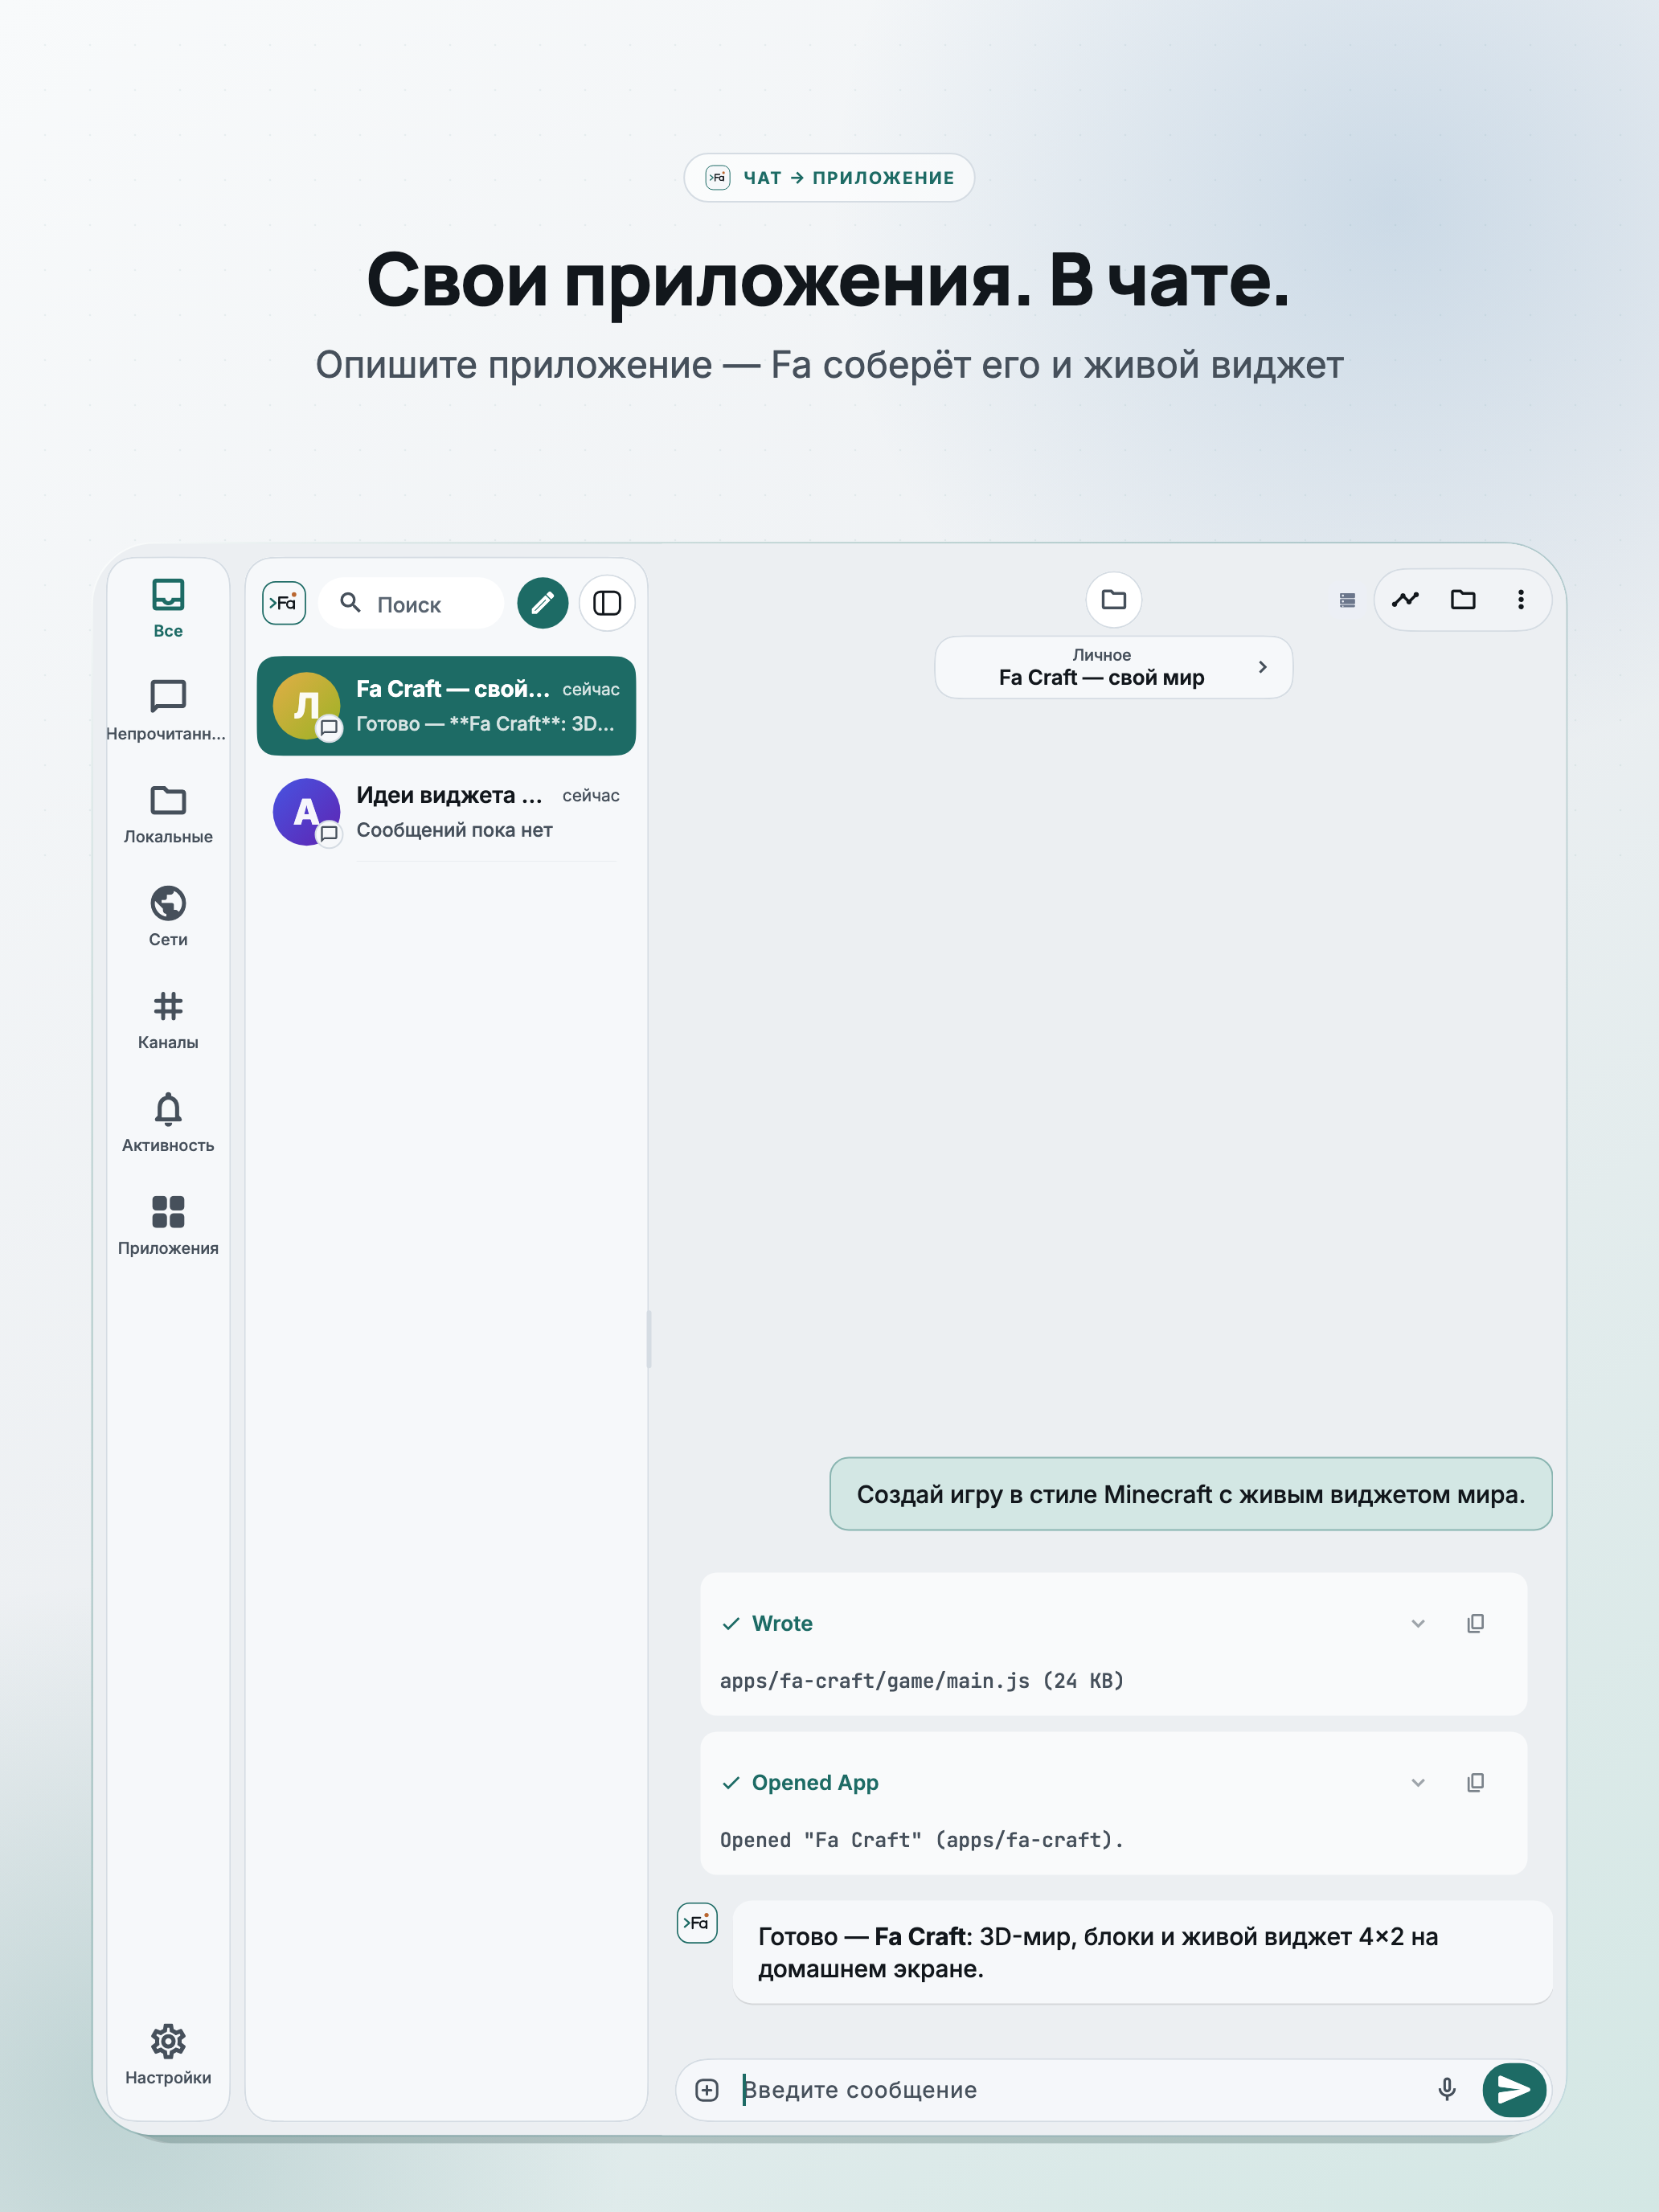 >Fa ЧАТ → ПРИЛОЖЕНИЕ
Свои приложения. В чате.
Опишите приложение — Fa соберёт его и живой виджет
Все
Непрочитанн...
Локальные
Сети
Каналы
Активность
Приложения
Настройки
>Fa Поиск
Л Fa Craft — свой... сейчас
Готово — **Fa Craft**: 3D...
А Идеи виджета ... сейчас
Сообщений пока нет
Личное
Fa Craft — свой мир
Создай игру в стиле Minecraft с живым виджетом мира.
Wrote
apps/fa-craft/game/main.js (24 KB)
Opened App
Opened "Fa Craft" (apps/fa-craft).
>Fa
Готово — Fa Craft: 3D-мир, блоки и живой виджет 4×2 на
домашнем экране.
Введите сообщение